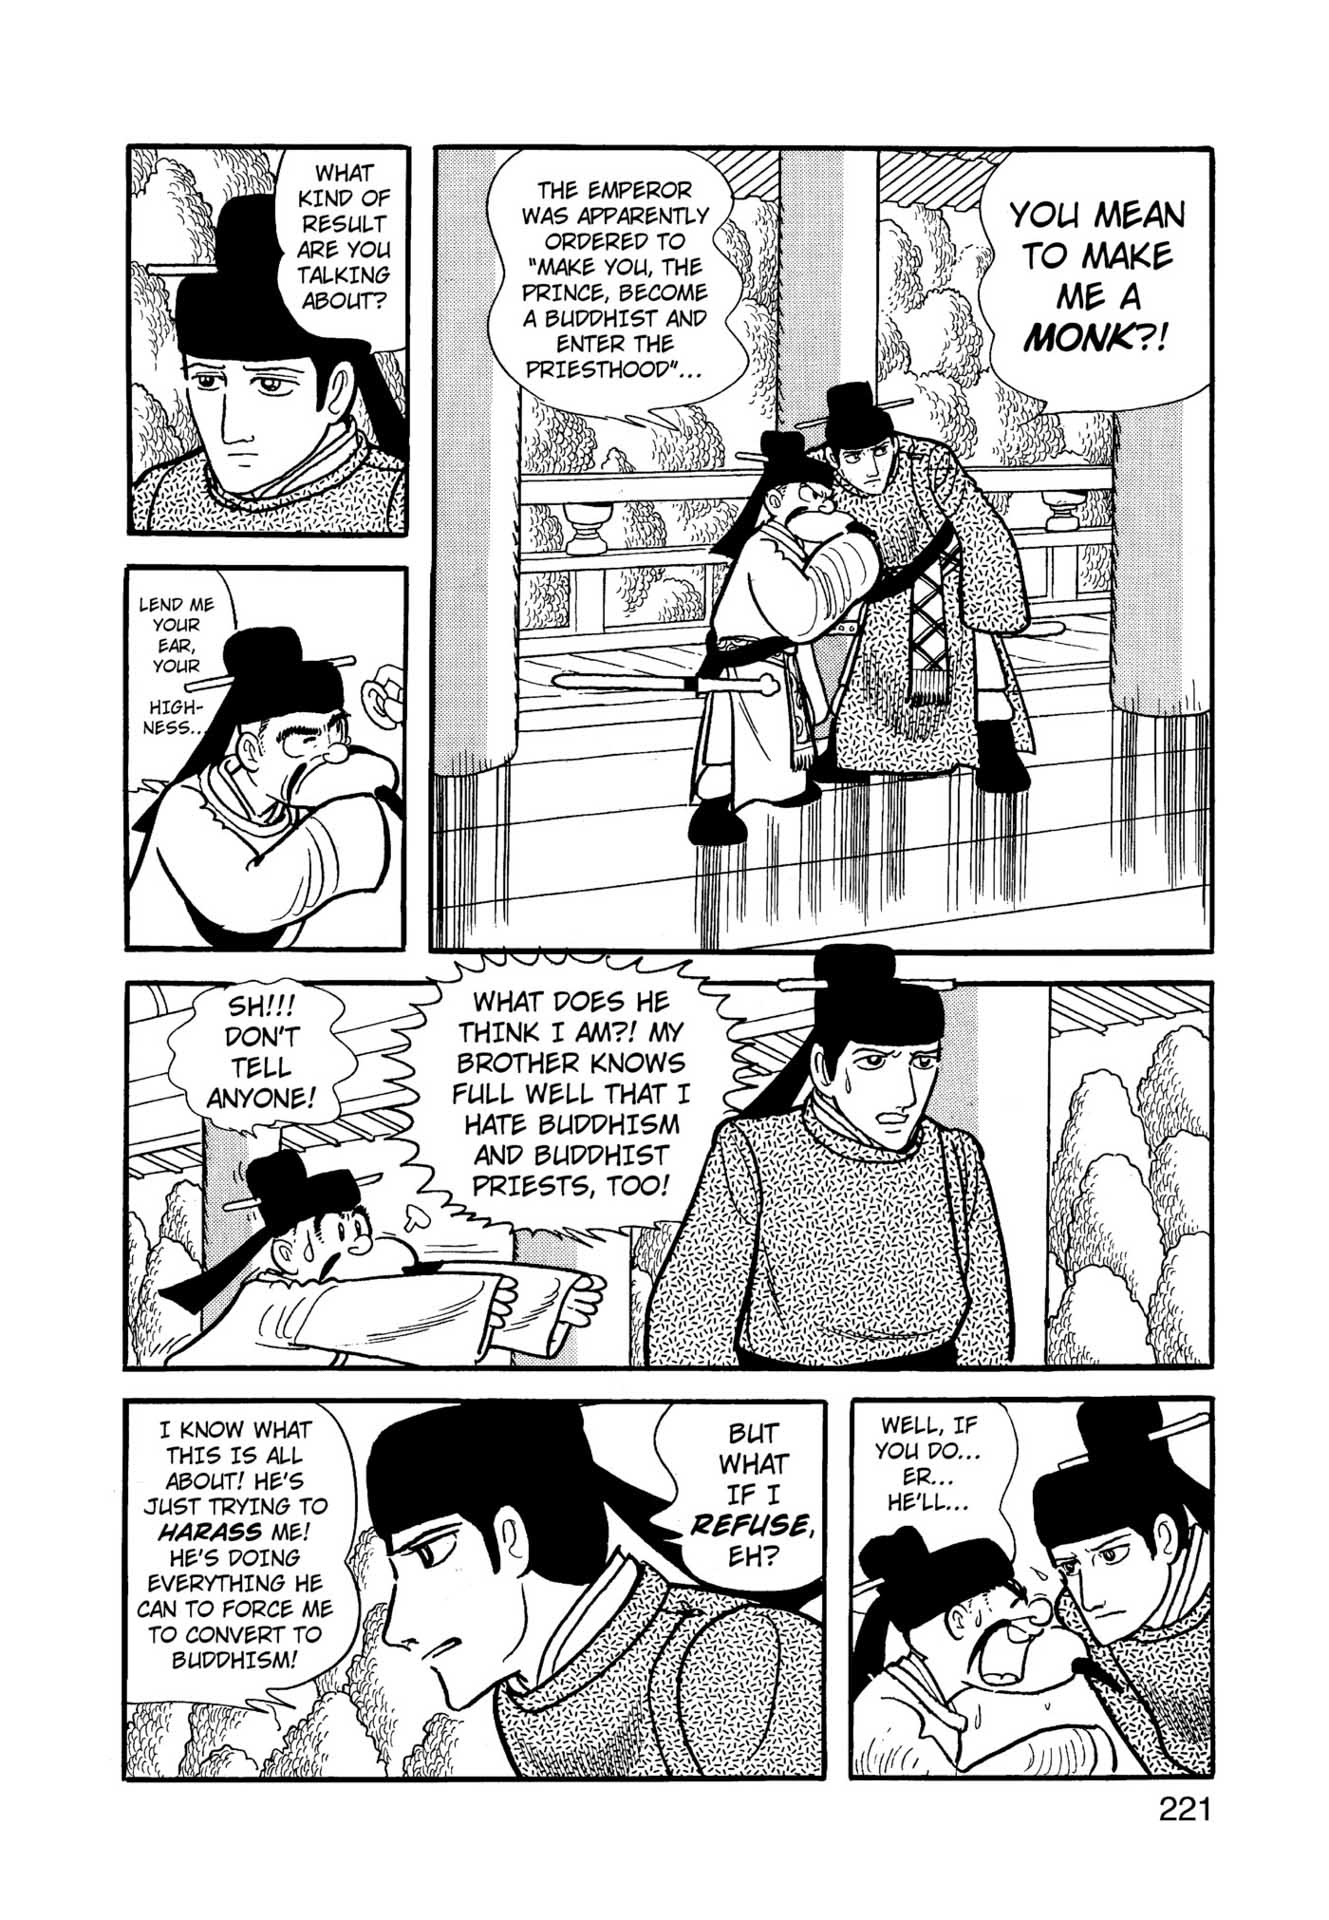 WHAT
KIND OF
RESULT
ARE YOU
TALKING
ABOUT?
LEND ME
YOUR
EAR,
YOUR
HIGH-
NESS...
THE EMPEROR
WAS APPARENTLY
ORDERED TO
"MAKE YOU, THE
PRINCE, BECOME
A BUDDHIST AND
ENTER THE
PRIESTHOOD"...
YOU MEAN
TO MAKE
ME A
MONK?!
SH!!!
DON'T
TELL
ANYONE!
WHAT DOES HE
THINK I AM?! MY
BROTHER KNOWS
FULL WELL THAT I
HATE BUDDHISM
AND BUDDHIST
PRIESTS, TOO!
I KNOW WHAT
THIS IS ALL
ABOUT! HE'S
JUST TRYING TO
HARASS ME!
HE'S DOING
EVERYTHING HE
CAN TO FORCE ME
TO CONVERT TO
BUDDHISM!
BUT
WHAT
IF I
REFUSE,
EH?
WELL, IF
YOU DO...
ER...
HE'LL...
221